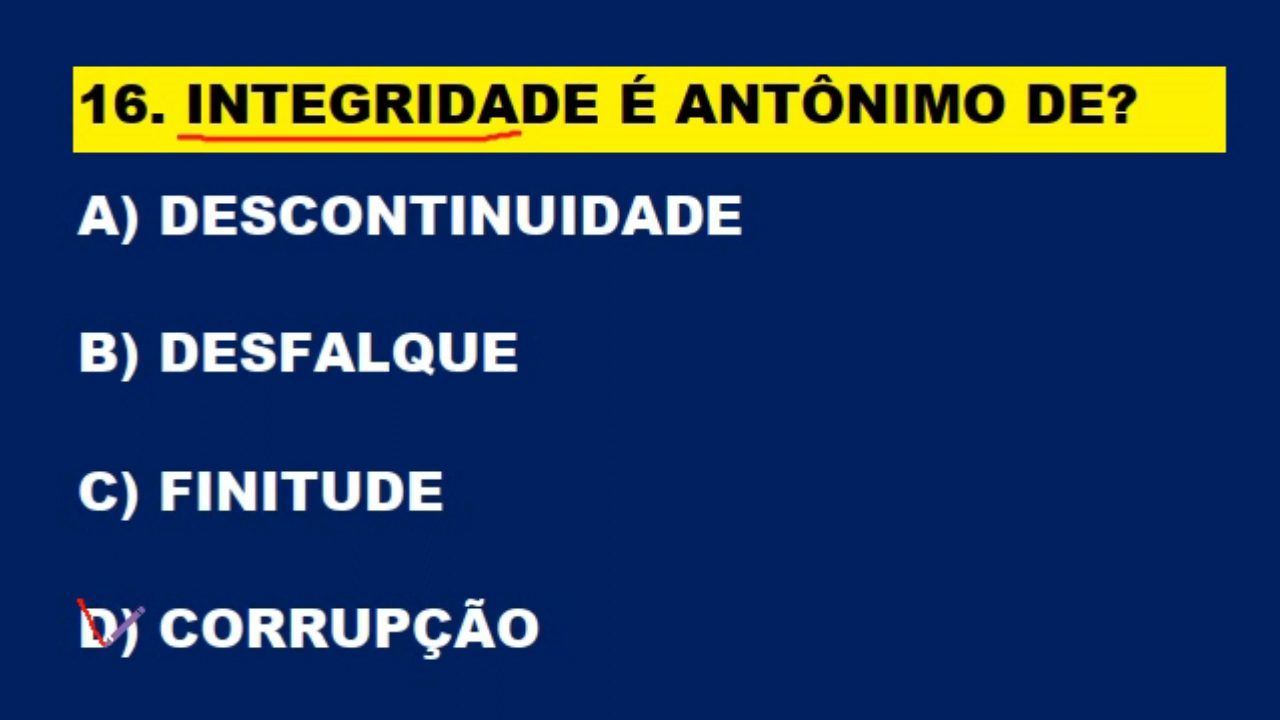 16. INTEGRIDADE É ANTÔNIMO DE?
A) DESCONTINUIDADE
B) DESFALQUE
C) FINITUDE
D) CORRUPÇÃO